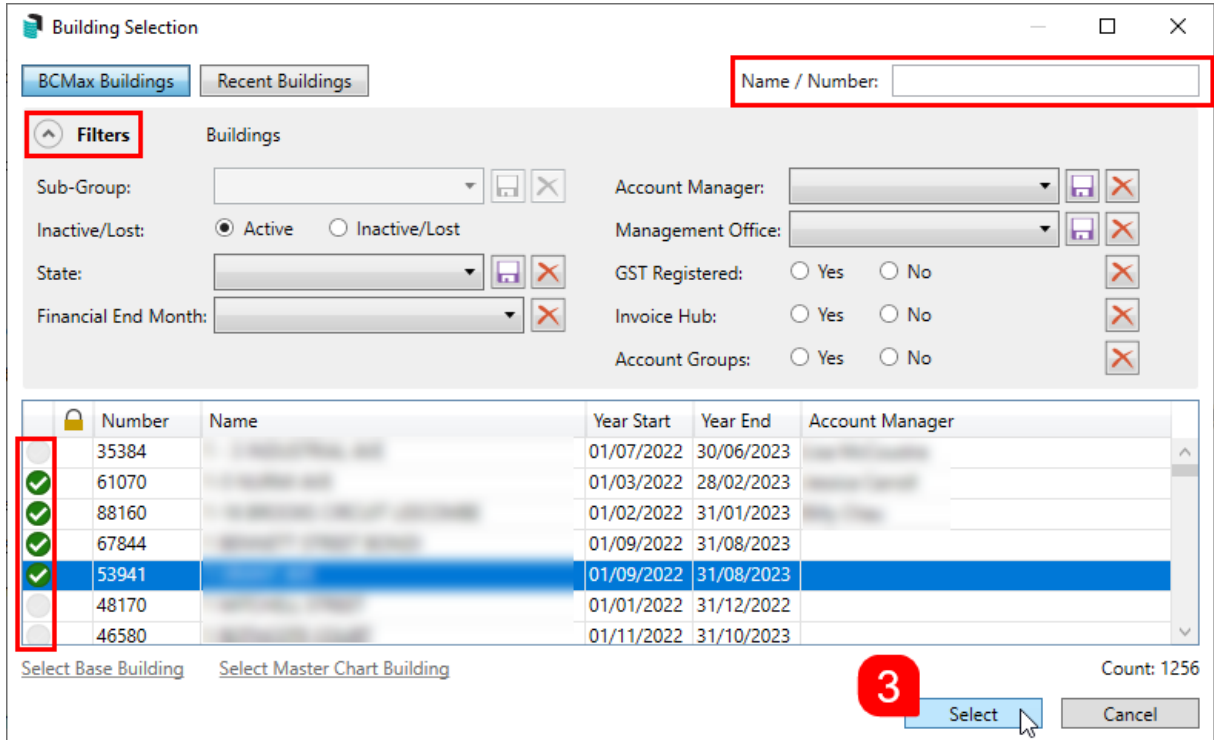 Building Selection
BCMax Buildings Recent Buildings Name / Number:
Filters Buildings
Sub-Group: Account Manager:
Inactive/Lost: Active Inactive/Lost Management Office:
State: GST Registered: Yes No
Financial End Month: Invoice Hub: Yes No
Account Groups: Yes No
Number Name Year Start Year End Account Manager
35384 01/07/2022 30/06/2023
61070 01/03/2022 28/02/2023
88160 01/02/2022 31/01/2023
67844 01/09/2022 31/08/2023
53941 01/09/2022 31/08/2023
48170 01/01/2022 31/12/2022
46580 01/11/2022 31/10/2023
Select Base Building Select Master Chart Building Count: 1256
3
Select Cancel